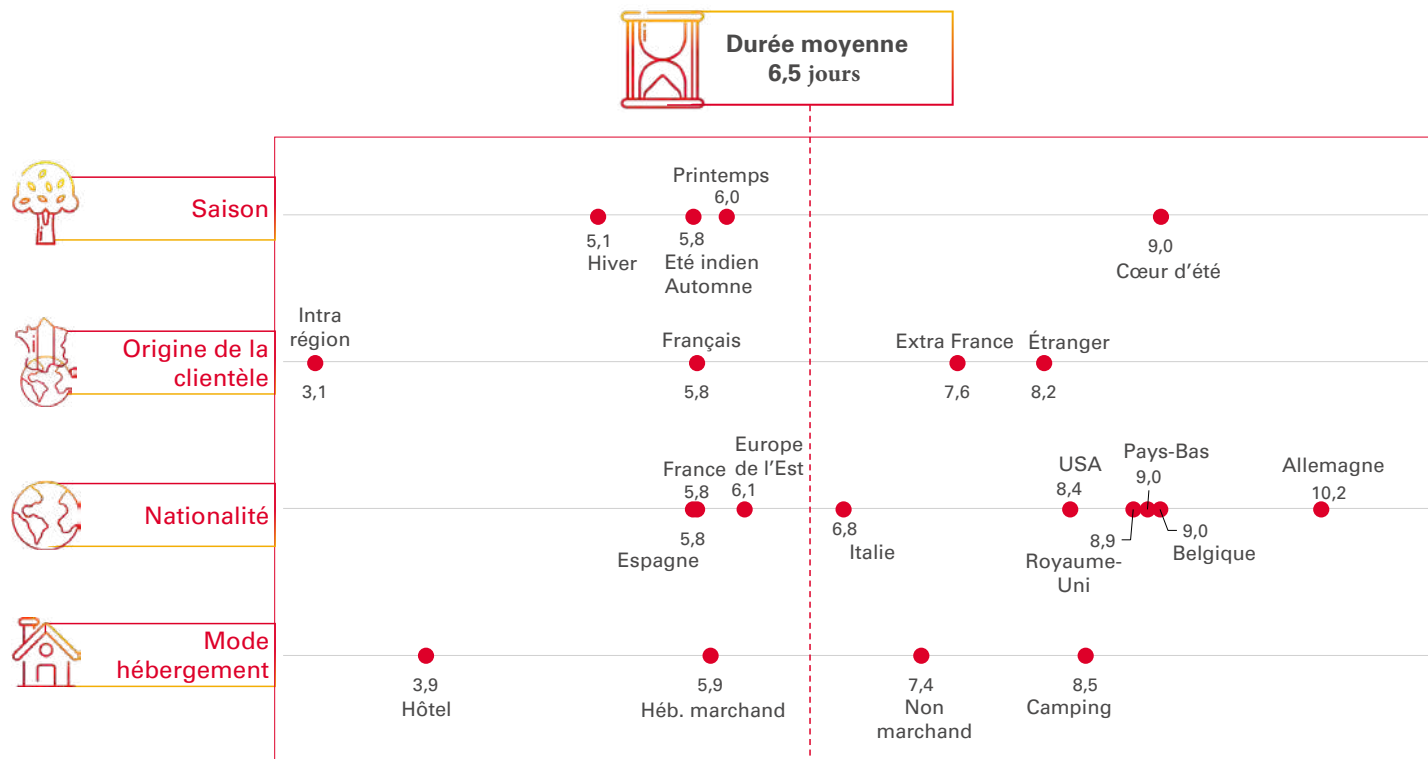 Durée moyenne
6,5 jours
Saison
Printemps
6,0
5,1
Hiver
5,8
Eté indien
Automne
9,0
Cœur d'été
Origine de la
clientèle
Intra
région
3,1
Français
5,8
Extra France
7,6
Étranger
8,2
Nationalité
France
5,8
5,8
Espagne
Europe
de l'Est
6,1
6,8
Italie
USA
8,4
8,9
Royaume-
Uni
Pays-Bas
9,0
9,0
Belgique
Allemagne
10,2
Mode
hébergement
3,9
Hôtel
5,9
Héb. marchand
7,4
Non
marchand
8,5
Camping